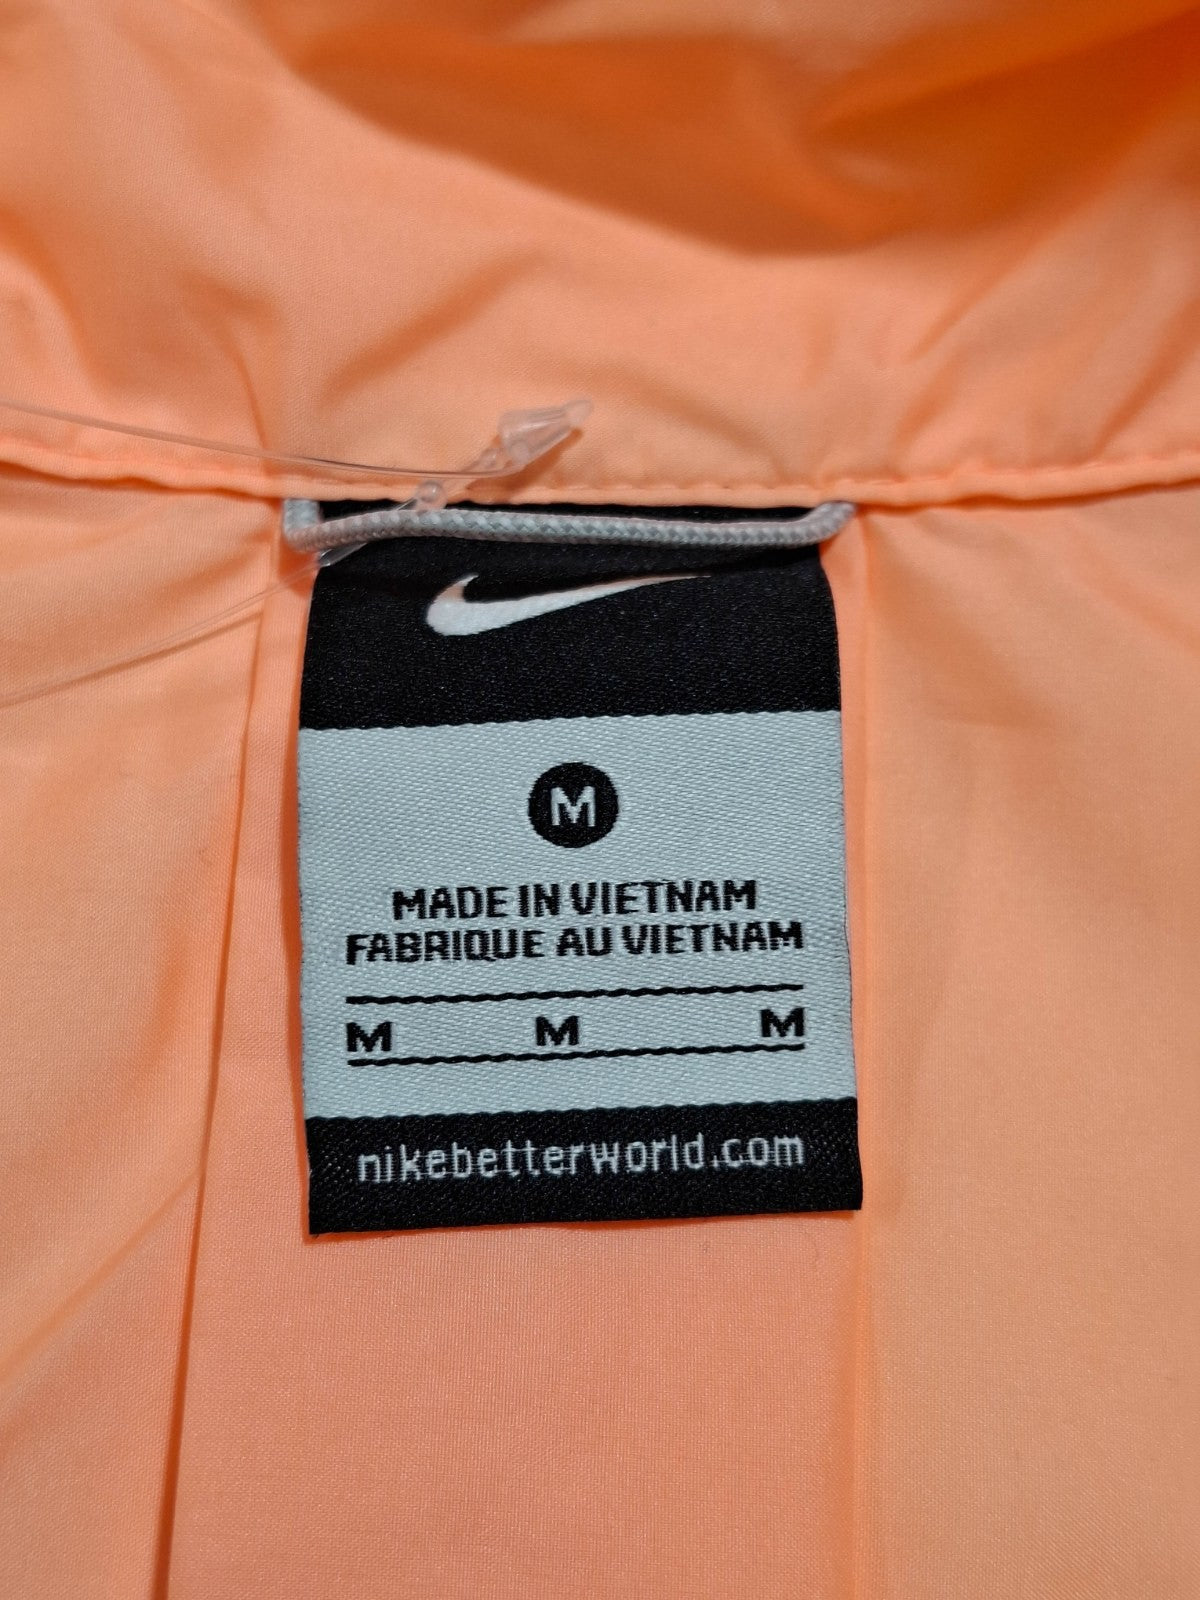 M
MADE IN VIETNAM
FABRIQUE AU VIETNAM
M M M
nikebetterworld.com